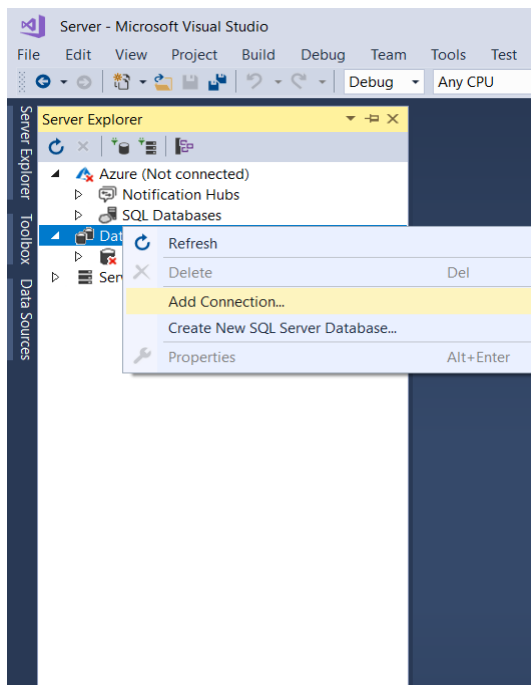 Server - Microsoft Visual Studio
File Edit View Project Build Debug Team Tools Test
Debug Any CPU
Server Explorer
Server Explorer
Toolbox
Data Sources
Azure (Not connected)
Notification Hubs
SQL Databases
Dat
Refresh
Delete Del
Ser
Add Connection...
Create New SQL Server Database...
Properties Alt+Enter